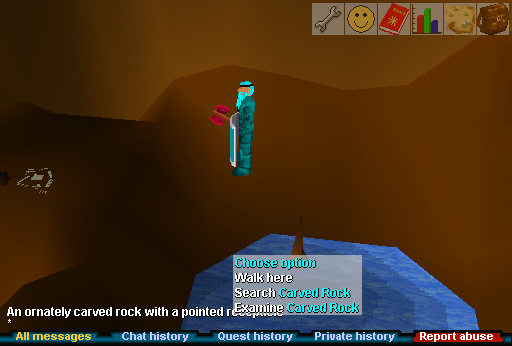 Choose option
Walk here
Search Carved Rock
Examine Carved Rock
An ornately carved rock with a pointed
*
All messages
Chat history
Quest history
Private history
Report abuse